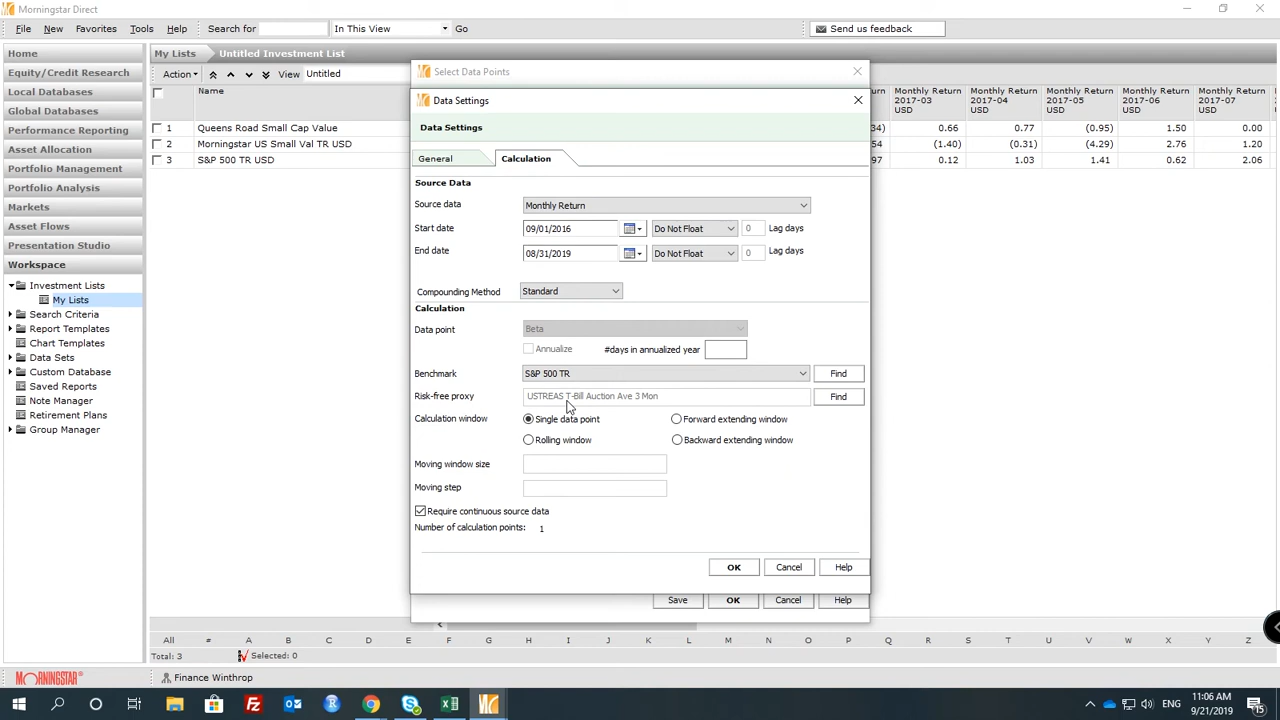 Morningstar Direct
File New Favorites Tools Search for In This View Go Send us feedback
Home
Equity/Credit Research
Local Databases
Global Databases
Performance Reporting
Asset Allocation
Portfolio Management
Portfolio Analysis
Markets
Asset Flows
Presentation Studio
Workspace
Investment Lists
My Lists
Search Criteria
Report Templates
Chart Templates
Data Sets
Custom Database
Saved Reports
Note Manager
Retirement Plans
Group Manager
My Lists Untitled Investment List
Action View Untitled
Name
1 Queens Road Small Cap Value
2 Morningstar US Small Val TR USD
3 S&P 500 TR USD
Monthly Return 2017-03 USD
Monthly Return 2017-04 USD
Monthly Return 2017-05 USD
Monthly Return 2017-06 USD
Monthly Return 2017-07 USD
34) 0.66 0.77 (0.95) 1.50 0.00
54 (1.40) (0.31) (4.29) 2.76 1.20
97 0.12 1.03 1.41 0.62 2.06
Select Data Points
Data Settings
Data Settings
General Calculation
Source Data
Source data Monthly Return
Start date 09/01/2016 Do Not Float 0 Lag days
End date 08/31/2019 Do Not Float 0 Lag days
Compounding Method Standard
Calculation
Data point Beta
Annualize #days in annualized year
Benchmark S&P 500 TR Find
Risk-free proxy USTREAS T-Bill Auction Ave 3 Mon Find
Calculation window Single data point Forward extending window
Rolling window Backward extending window
Moving window size
Moving step
Require continuous source data
Number of calculation points: 1
OK Cancel Help
Save OK Cancel Help
All # A B C D E F G H I J K L M N O P Q R S T U V W X Y Z
Total: 3 Selected: 0
MORNINGSTAR Finance Winthrop
ENG
11:06 AM
9/21/2019
15